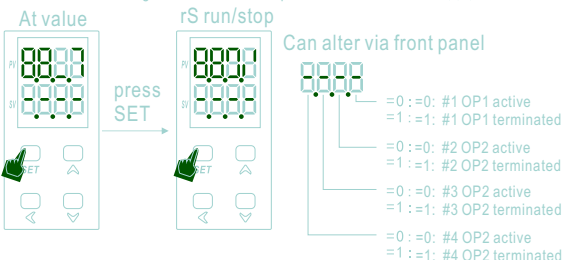 At value
rS run/stop
Can alter via front panel
PV
SV
press
SET
PV
SV
SET
SET
=0 : =0: #1 OP1 active
=1 : =1: #1 OP1 terminated
=0 : =0: #2 OP2 active
=1 : =1: #2 OP2 terminated
=0 : =0: #3 OP2 active
=1 : =1: #3 OP2 terminated
=0 : =0: #4 OP2 active
=1 : =1: #4 OP2 terminated